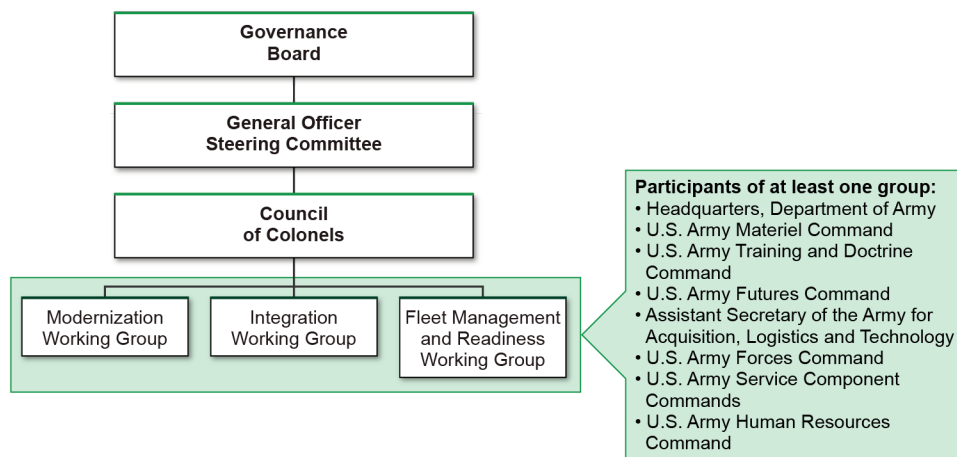 Governance
Board
General Officer
Steering Committee
Council
of Colonels
Modernization
Working Group
Integration
Working Group
Fleet Management
and Readiness
Working Group
Participants of at least one group:
• Headquarters, Department of Army
• U.S. Army Materiel Command
• U.S. Army Training and Doctrine
Command
• U.S. Army Futures Command
• Assistant Secretary of the Army for
Acquisition, Logistics and Technology
• U.S. Army Forces Command
• U.S. Army Service Component
Commands
• U.S. Army Human Resources
Command